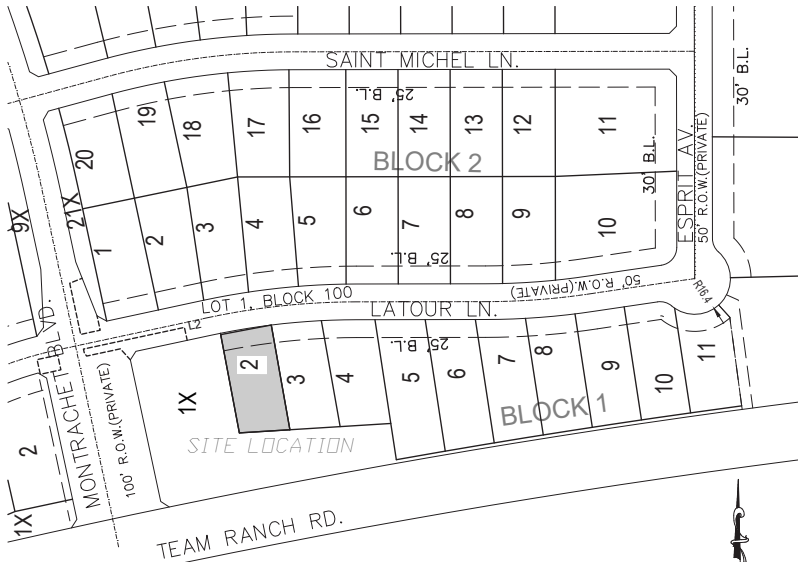 SAINT MICHEL LN.
30' B.L.
25' B.L.
20
19
18
17
16
15
14
13
12
11
BLOCK 2
9X
21X
1
2
3
4
5
6
7
8
9
10
30' B.L.
ESPRIT AV.
50' R.O.W.(PRIVATE)
25' B.L.
LOT 1, BLOCK 100
50' R.O.W.(PRIVATE)
LATOUR LN.
R16.4
L2
MONTRACHET BLVD.
100' R.O.W.(PRIVATE)
25' B.L.
1X
2
3
4
5
6
7
8
9
10
11
BLOCK 1
SITE LOCATION
2
1X
TEAM RANCH RD.